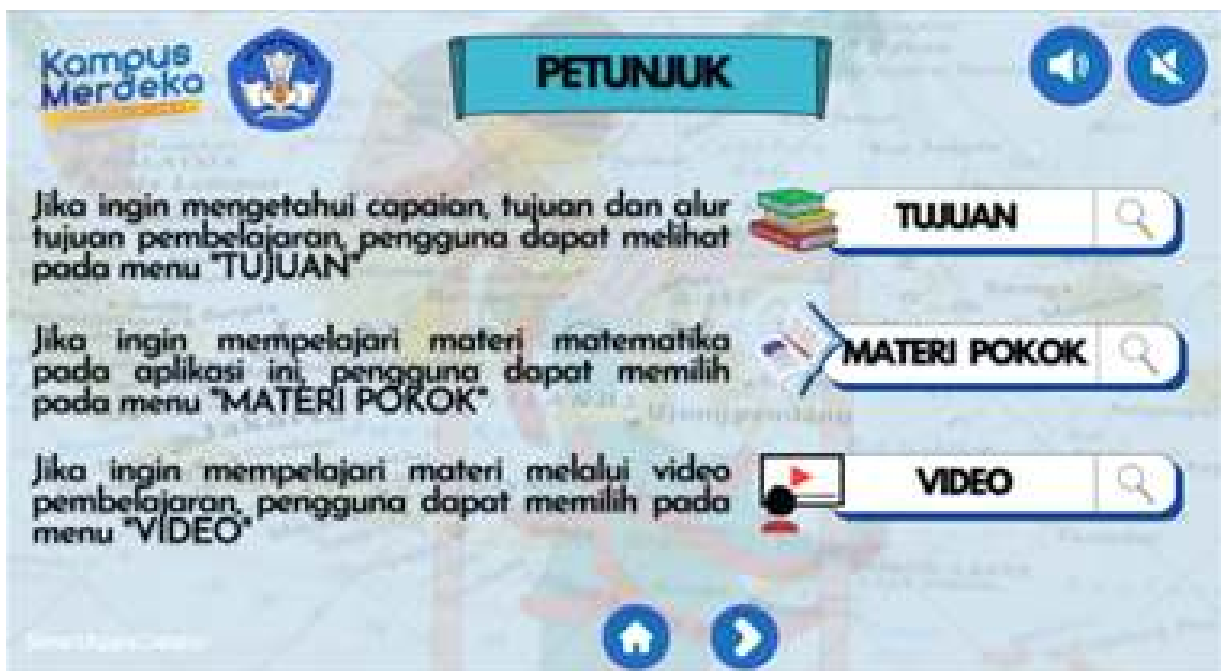 Kampus
Merdeka
PETUNJUK
Jika ingin mengetahui capaian, tujuan dan alur
tujuan pembelajaran, pengguna dapat melihat
pada menu "TUJUAN"
TUJUAN
Jika ingin mempelajari materi matematika
pada aplikasi ini, pengguna dapat memilih
pada menu "MATERI POKOK"
MATERI POKOK
Jika ingin mempelajari materi melalui video
pembelajaran, pengguna dapat memilih pada
menu "VIDEO"
VIDEO